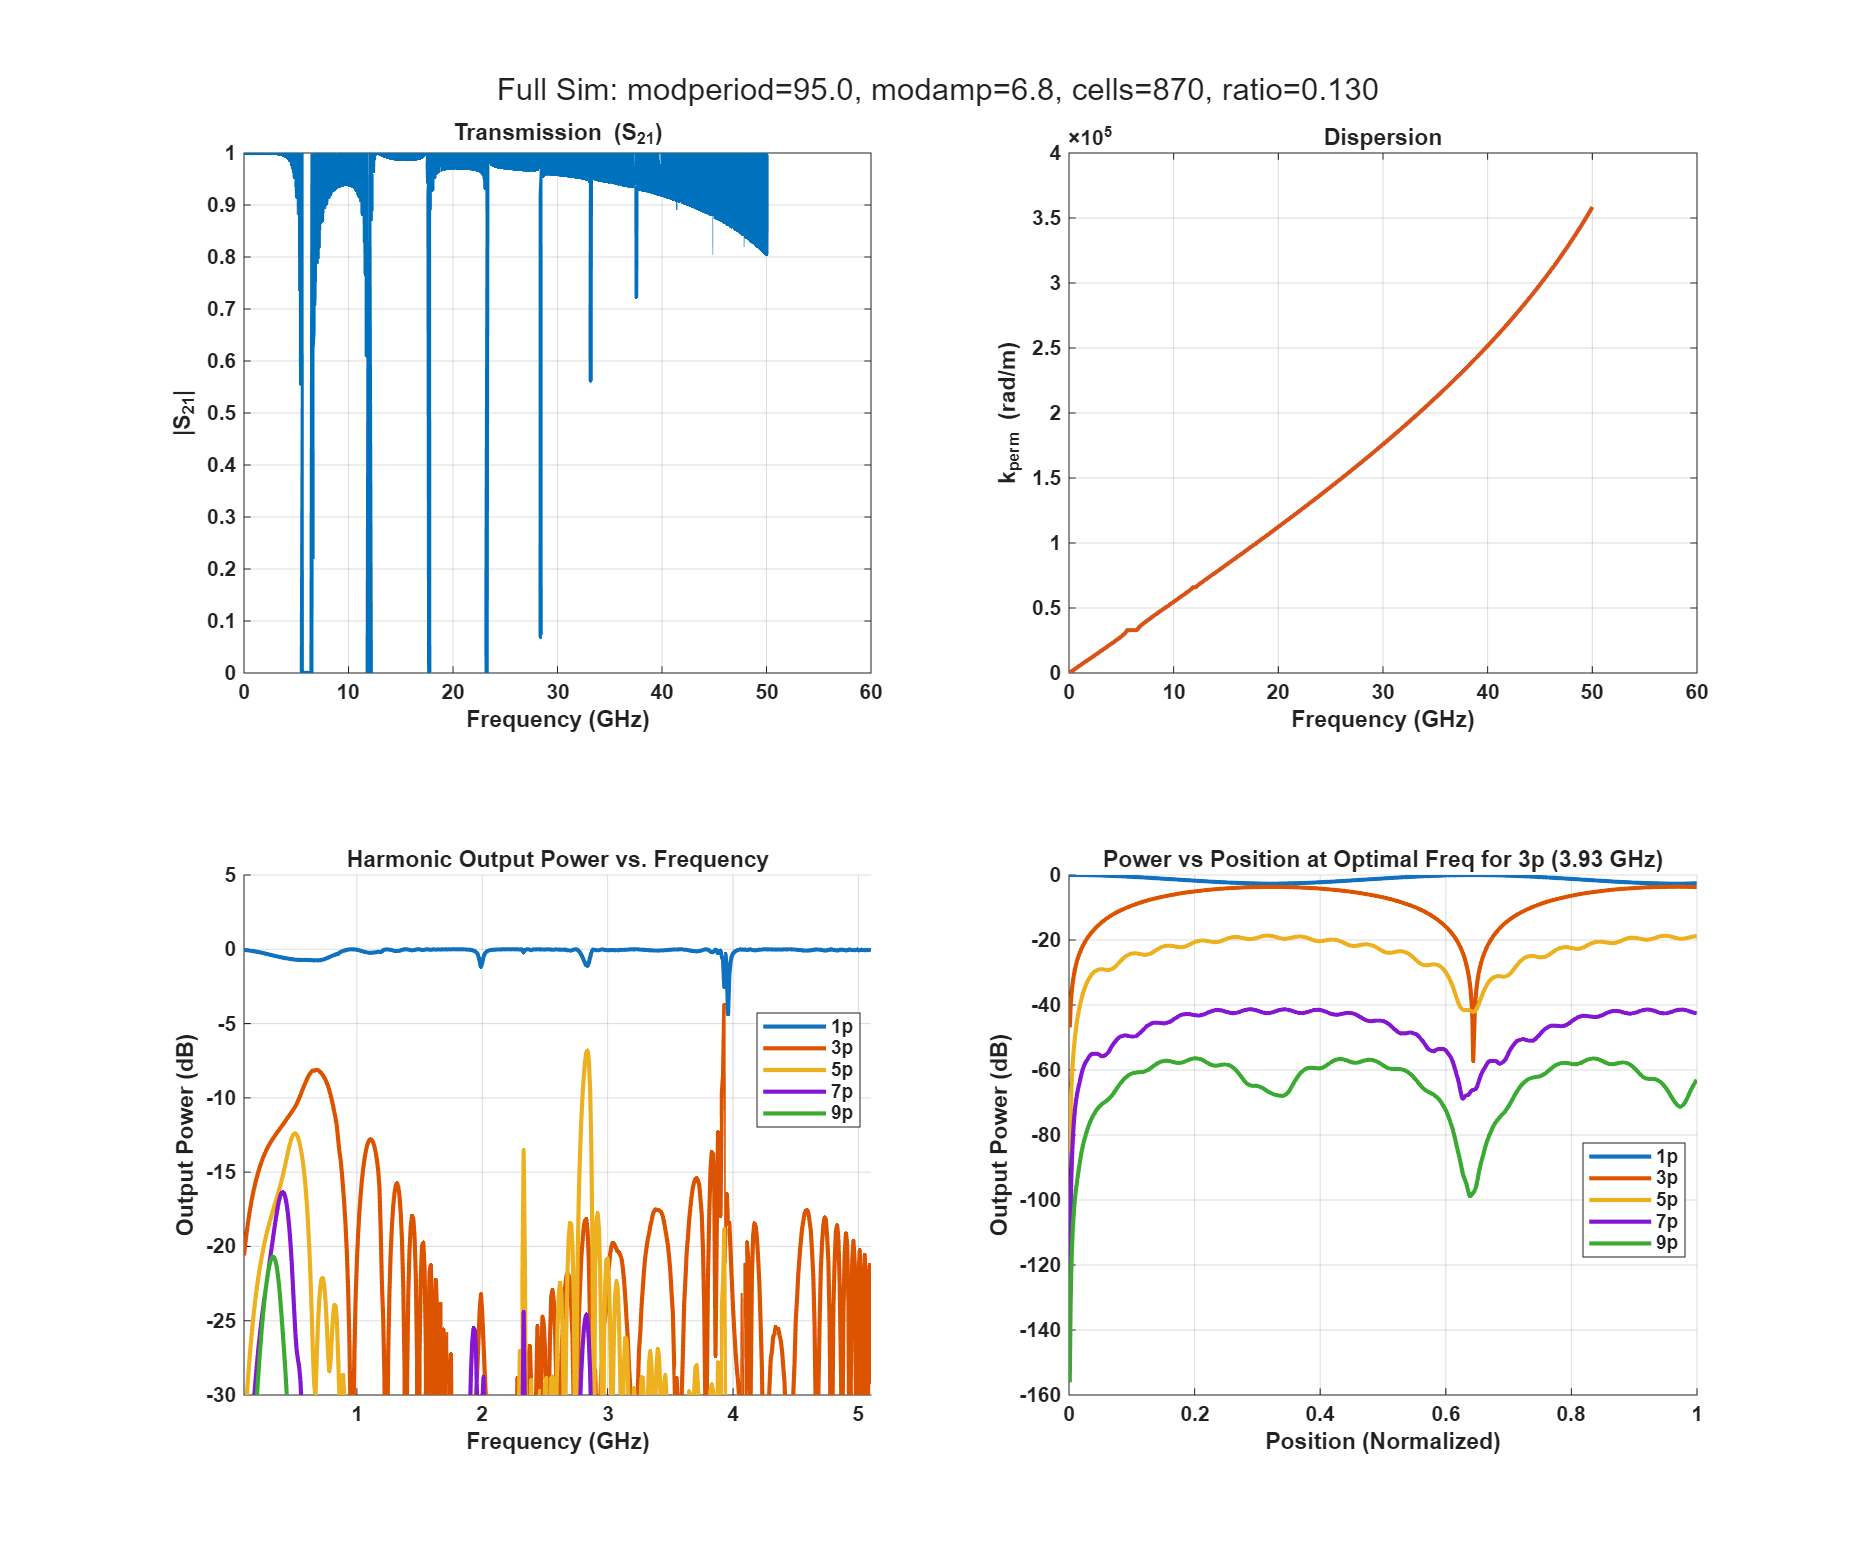 Full Sim: modperiod=95.0, modamp=6.8, cells=870, ratio=0.130
Transmission (S21)
1
0.9
0.8
0.7
0.6
0.5
0.4
0.3
0.2
0.1
0
|S21|
0 10 20 30 40 50 60
Frequency (GHz)
×10⁵
Dispersion
4
3.5
3
2.5
2
1.5
1
0.5
0
kperm (rad/m)
0 10 20 30 40 50 60
Frequency (GHz)
Harmonic Output Power vs. Frequency
5
0
-5
-10
-15
-20
-25
-30
Output Power (dB)
1p
3p
5p
7p
9p
1 2 3 4 5
Frequency (GHz)
Power vs Position at Optimal Freq for 3p (3.93 GHz)
0
-20
-40
-60
-80
-100
-120
-140
-160
Output Power (dB)
1p
3p
5p
7p
9p
0 0.2 0.4 0.6 0.8 1
Position (Normalized)